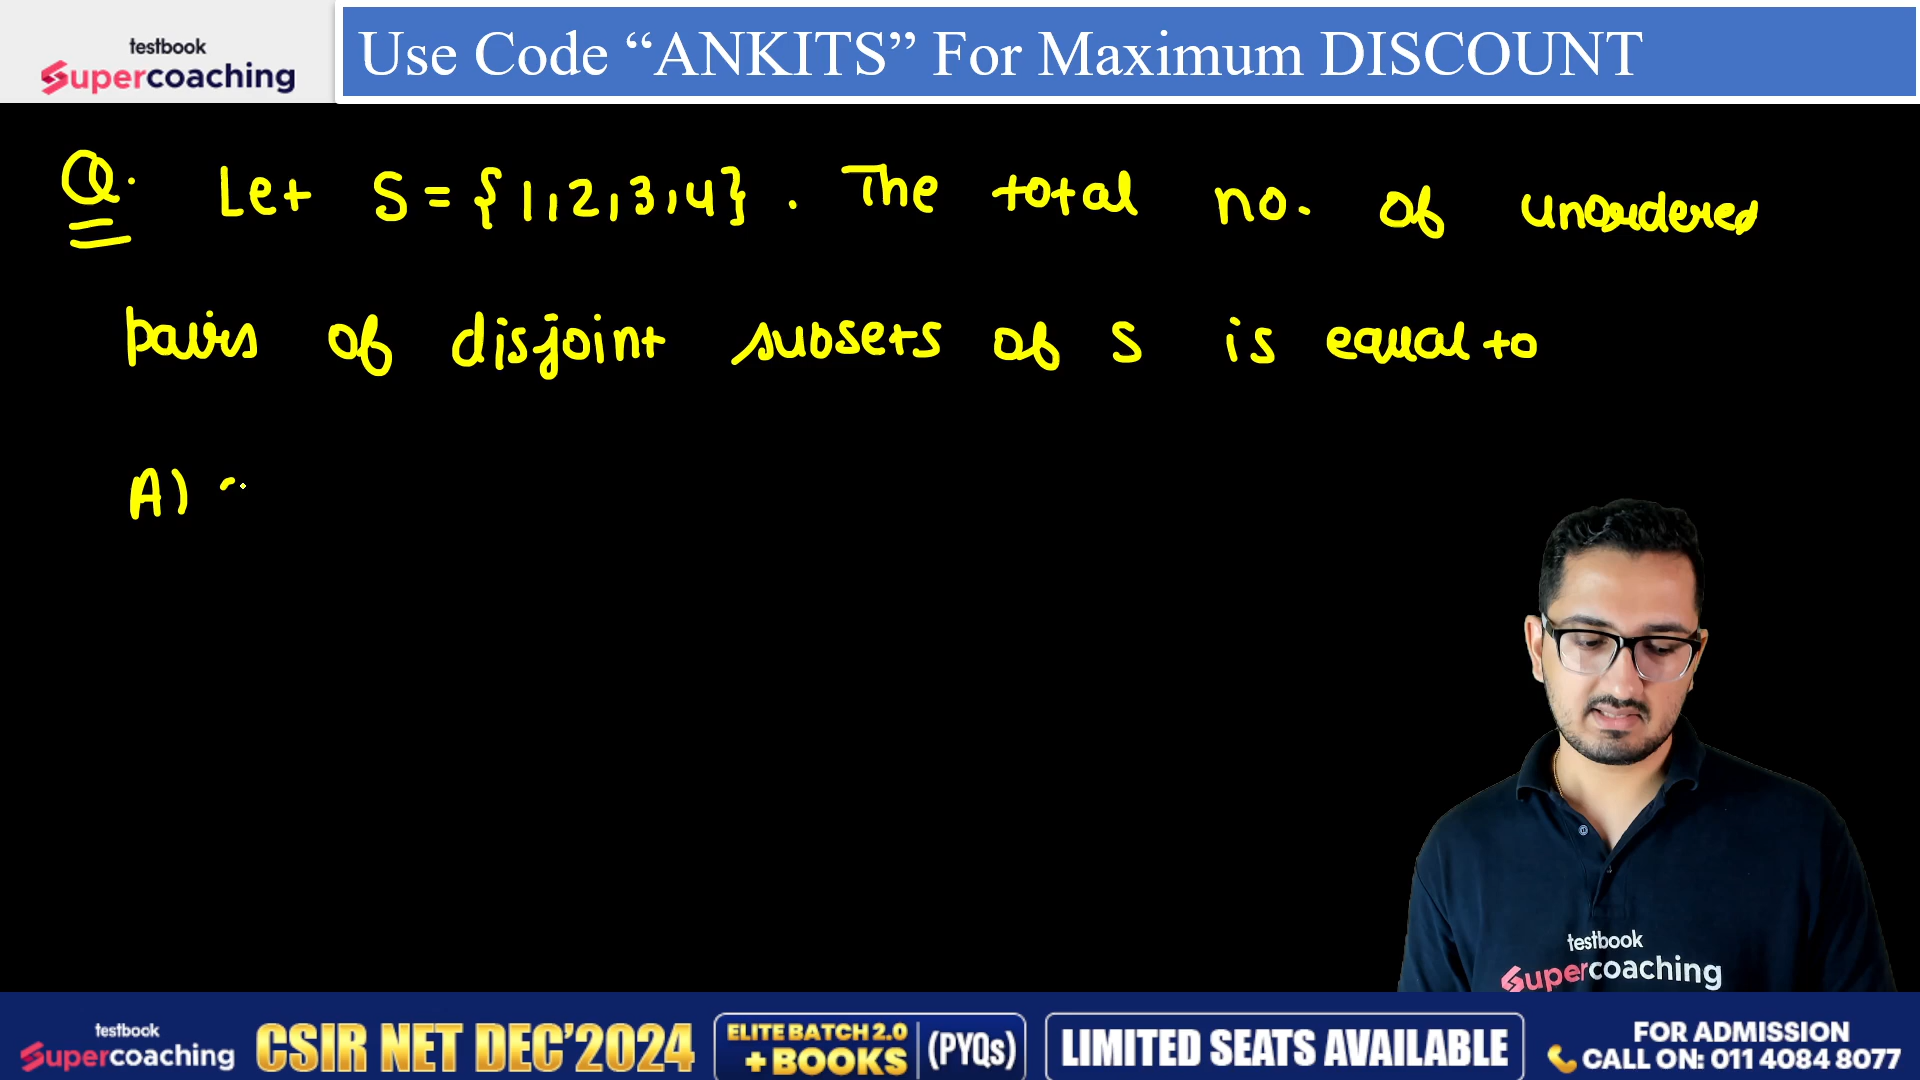 testbook
Supercoaching
Use Code “ANKITS” For Maximum DISCOUNT
Q. Let S = {1,2,3,4} . The total no. of unordered
pairs of disjoint subsets of S is equal to
A)
testbook
Supercoaching
testbook
Supercoaching
CSIR NET DEC’2024
ELITE BATCH 2.0
+ BOOKS
(PYQs)
LIMITED SEATS AVAILABLE
FOR ADMISSION
CALL ON: 011 4084 8077